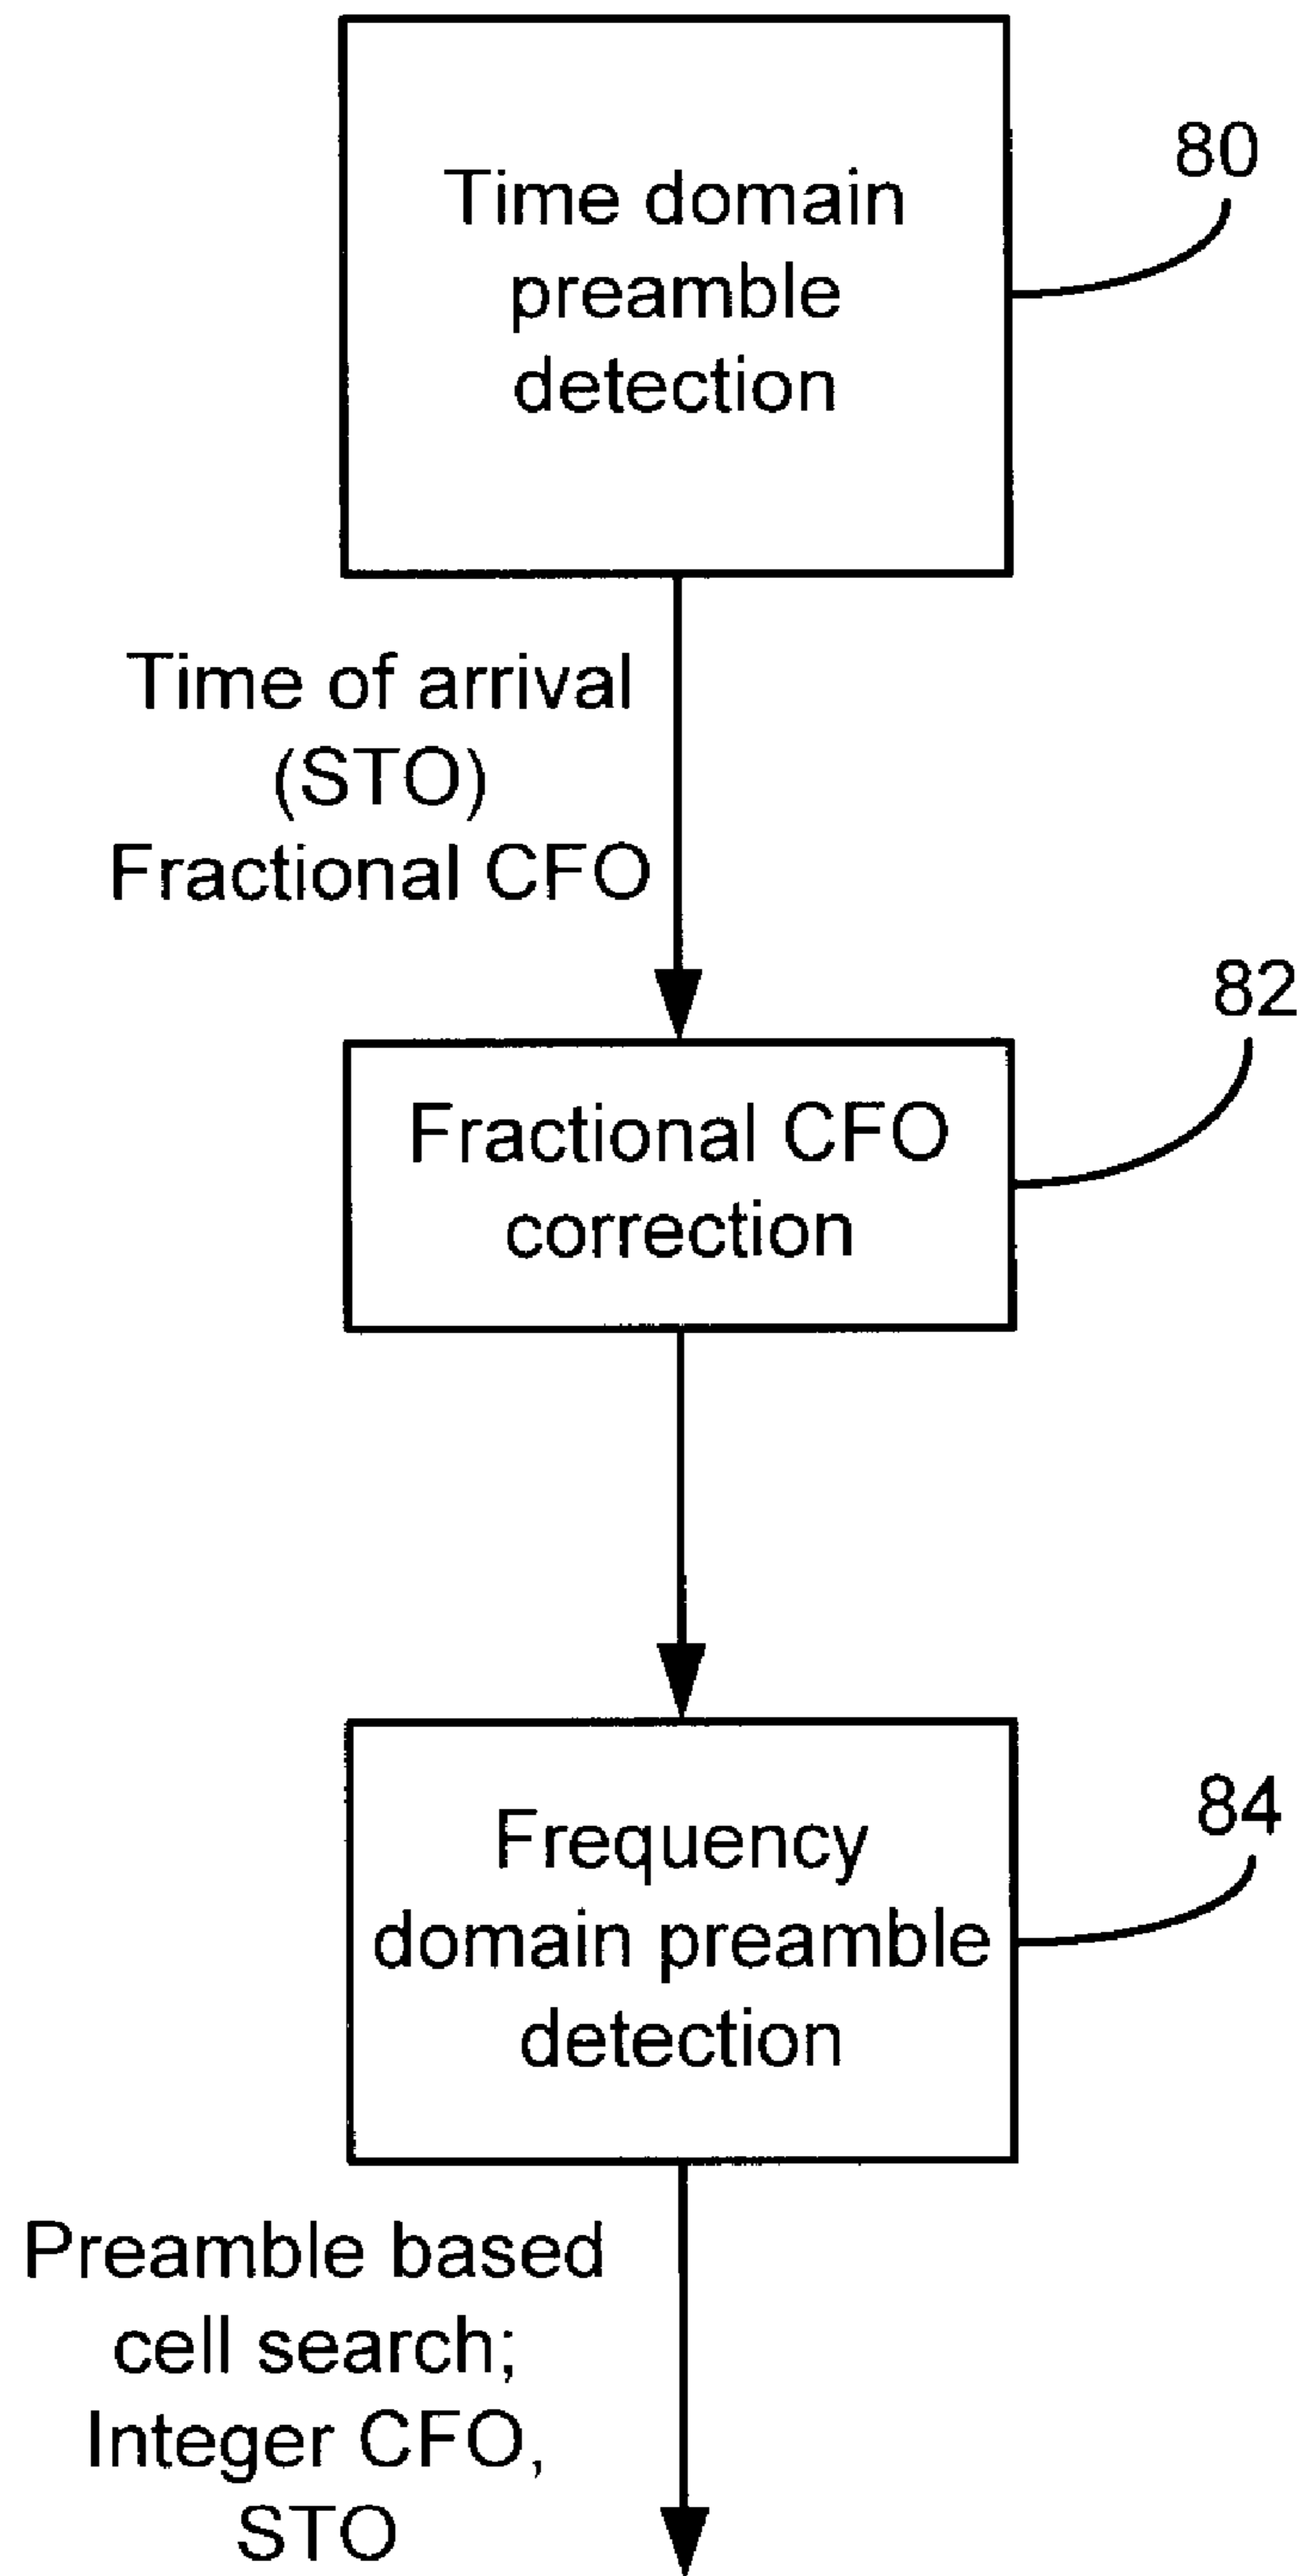 Time domain
preamble
detection
80
Time of arrival
(STO)
Fractional CFO
82
Fractional CFO
correction
Frequency
domain preamble
detection
84
Preamble based
cell search;
Integer CFO,
STO